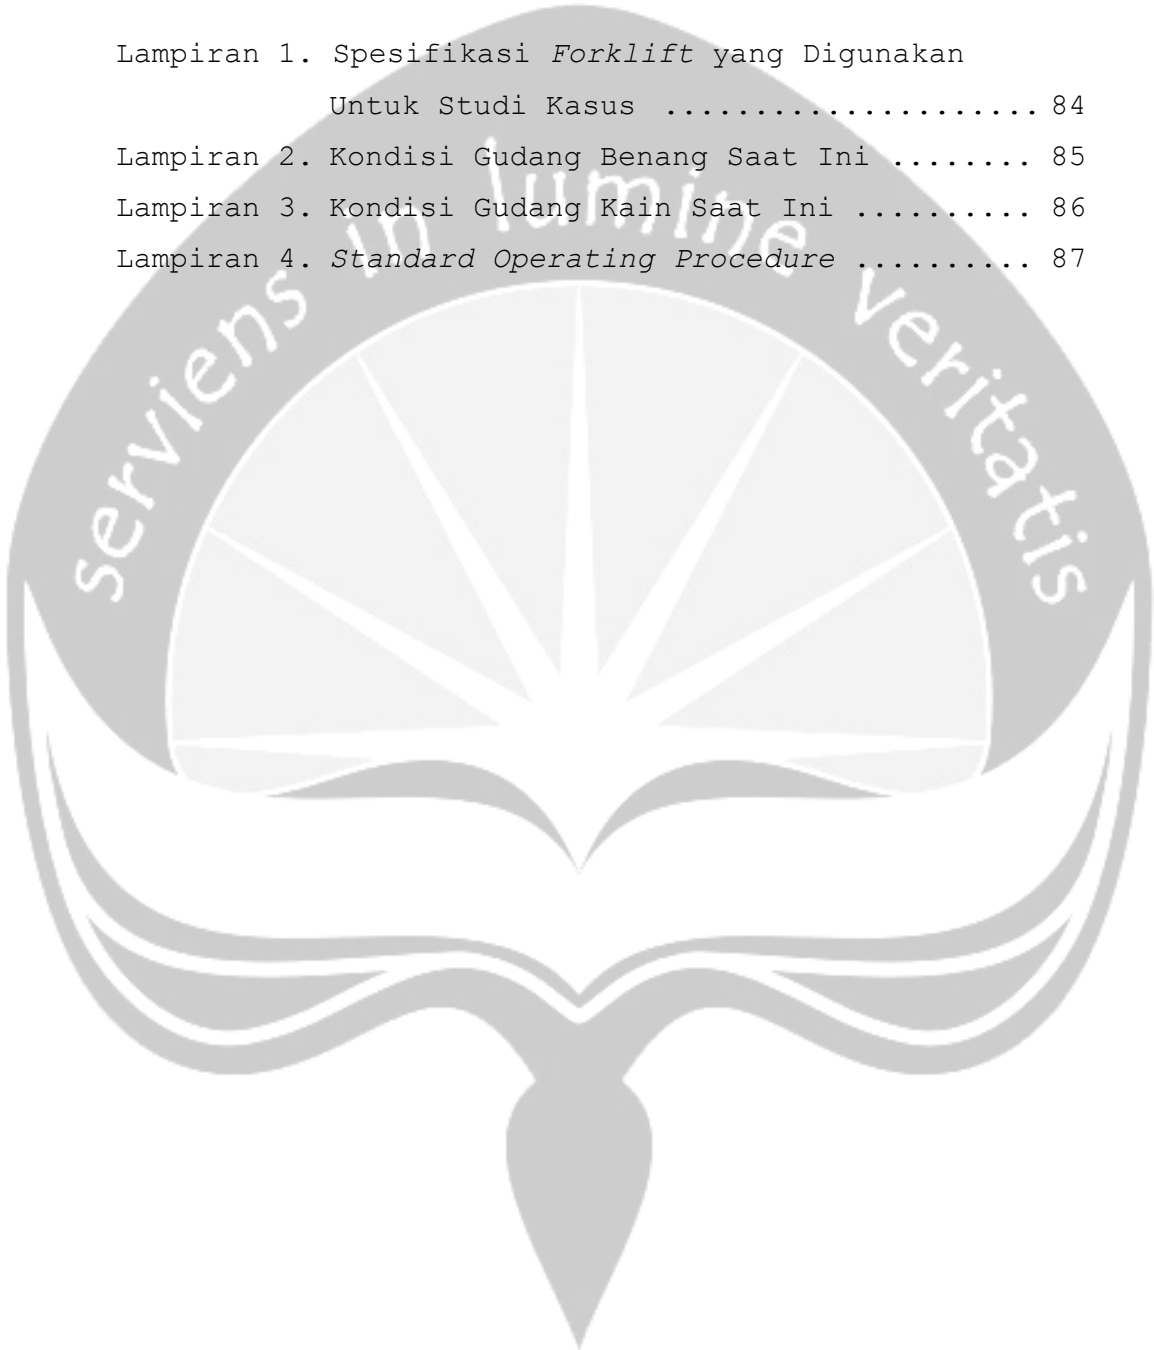 Lampiran 1. Spesifikasi Forklift yang Digunakan
Untuk Studi Kasus ..................... 84
Lampiran 2. Kondisi Gudang Benang Saat Ini ........ 85
Lampiran 3. Kondisi Gudang Kain Saat Ini .......... 86
Lampiran 4. Standard Operating Procedure .......... 87
serviens in lumine veritatis